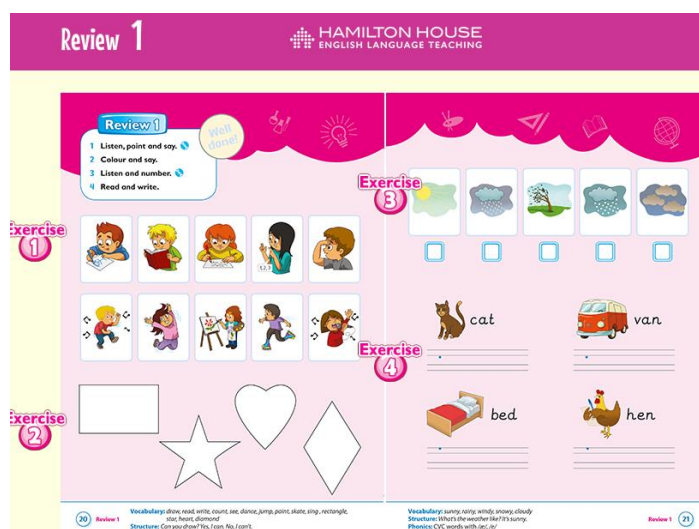 Review 1
HAMILTON HOUSE
ENGLISH LANGUAGE TEACHING
Review 1
1 Listen, point and say.
2 Colour and say.
3 Listen and number.
4 Read and write.
Well done!
Exercise 1
1, 2, 3
Exercise 2
20 Review 1
Vocabulary: draw, read, write, count, see, dance, jump, paint, skate, sing, rectangle,
star, heart, diamond
Structure: Can you draw? Yes, I can. No, I can't.
Exercise 3
Exercise 4
cat
van
bed
hen
Vocabulary: sunny, rainy, windy, snowy, cloudy
Structure: What's the weather like? It's sunny.
Phonics: CVC words with /æ/, /e/
Review 1 21